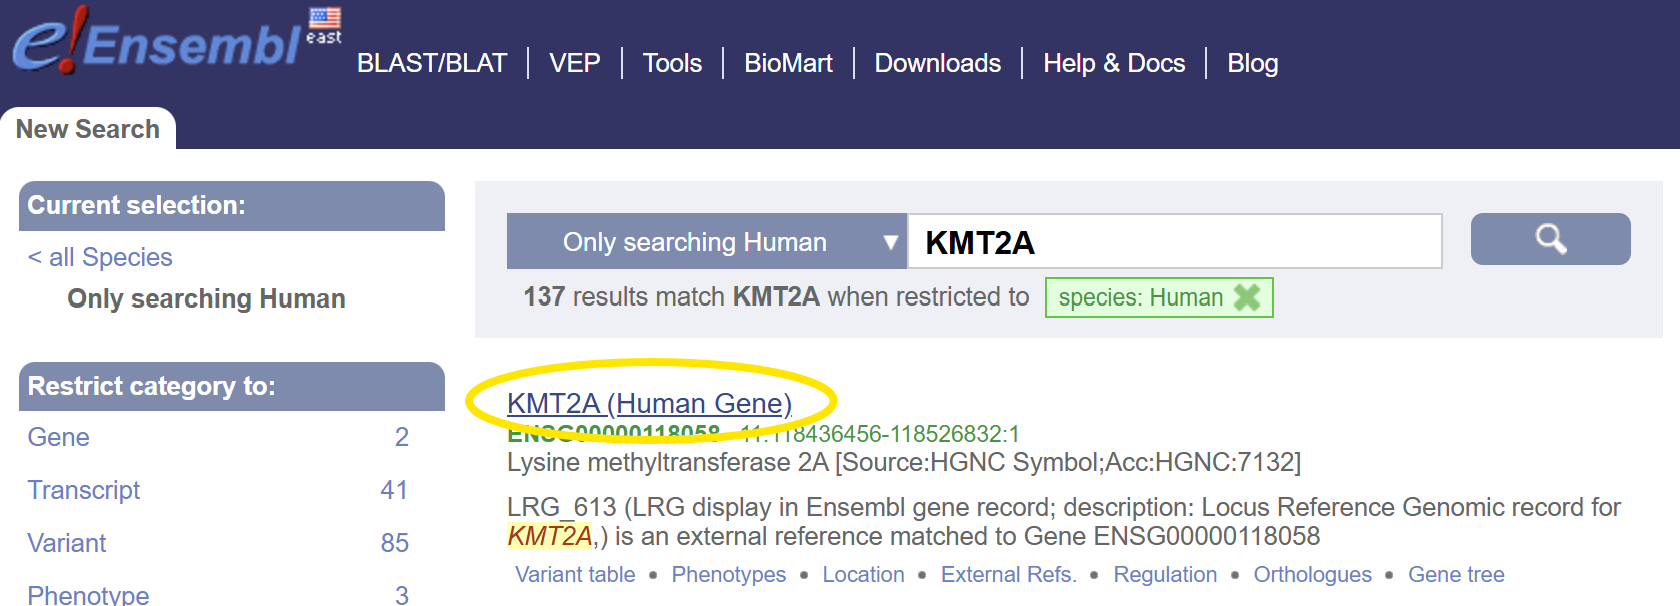 e!Ensembl east
BLAST/BLAT VEP Tools BioMart Downloads Help & Docs Blog
New Search
Current selection:
< all Species
Only searching Human
Restrict category to:
Gene 2
Transcript 41
Variant 85
Phenotype 3
Only searching Human ▼ KMT2A
137 results match KMT2A when restricted to species: Human ✖
KMT2A (Human Gene)
ENSG00000118058 11:118436456-118526832:1
Lysine methyltransferase 2A [Source:HGNC Symbol;Acc:HGNC:7132]
LRG_613 (LRG display in Ensembl gene record; description: Locus Reference Genomic record for
KMT2A,) is an external reference matched to Gene ENSG00000118058
Variant table • Phenotypes • Location • External Refs. • Regulation • Orthologues • Gene tree